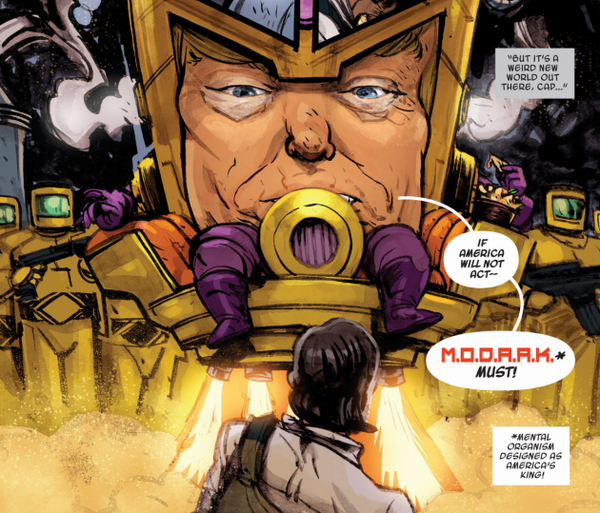 "BUT IT'S A
WEIRD NEW
WORLD OUT
THERE, CAP..."
IF
AMERICA
WILL NOT
ACT--
M.O.D.A.A.K.*
MUST!
*MENTAL
ORGANISM
DESIGNED AS
AMERICA'S
KING!